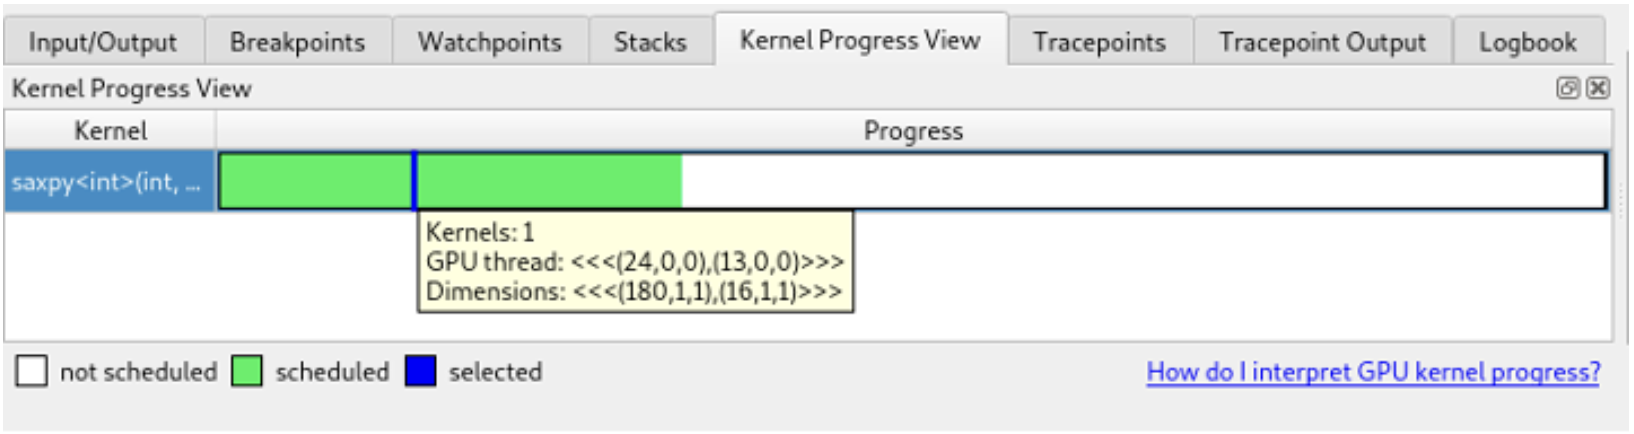 Input/Output Breakpoints Watchpoints Stacks Kernel Progress View Tracepoints Tracepoint Output Logbook
Kernel Progress View
Kernel Progress
saxpy<int>(int, ...
Kernels: 1
GPU thread: <<<(24,0,0),(13,0,0)>>>
Dimensions: <<<(180,1,1),(16,1,1)>>>
not scheduled scheduled selected How do I interpret GPU kernel progress?